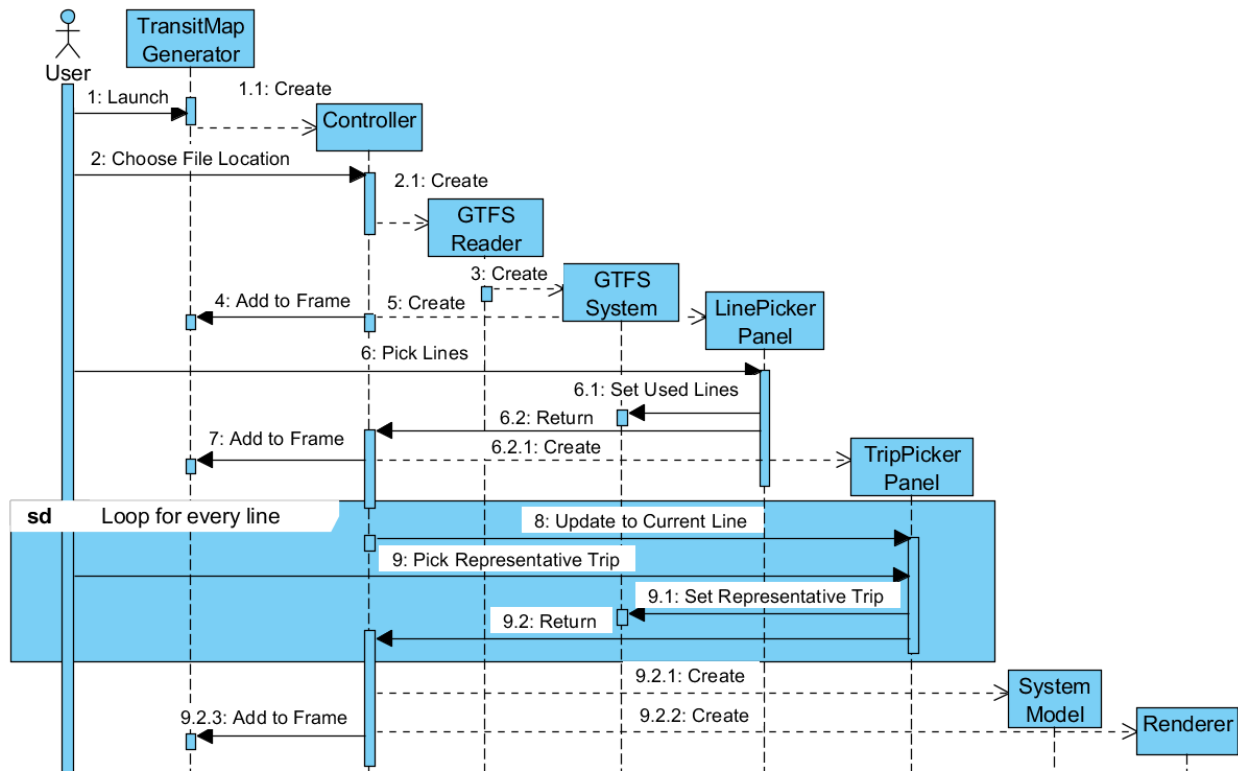 TransitMap
Generator
User
1: Launch
1.1: Create
Controller
2: Choose File Location
2.1: Create
GTFS
Reader
3: Create
GTFS
System
4: Add to Frame
5: Create
LinePicker
Panel
6: Pick Lines
6.1: Set Used Lines
6.2: Return
7: Add to Frame
6.2.1: Create
TripPicker
Panel
sd Loop for every line
8: Update to Current Line
9: Pick Representative Trip
9.1: Set Representative Trip
9.2: Return
9.2.1: Create
System
Model
9.2.3: Add to Frame
9.2.2: Create
Renderer